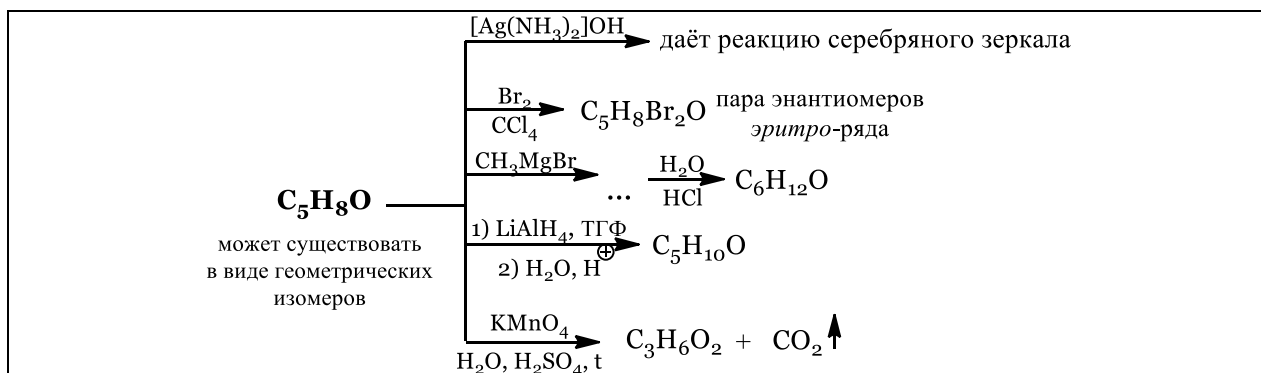 [Ag(NH₃)₂]OH
даёт реакцию серебряного зеркала
Br₂
CCl₄
C₅H₈Br₂O
пара энантиомеров
эритро-ряда
CH₃MgBr
...
H₂O
HCl
C₆H₁₂O
C₅H₈O
может существовать
в виде геометрических
изомеров
1) LiAlH₄, ТГФ
2) H₂O, H⊕
C₅H₁₀O
KMnO₄
H₂O, H₂SO₄, t
C₃H₆O₂ + CO₂